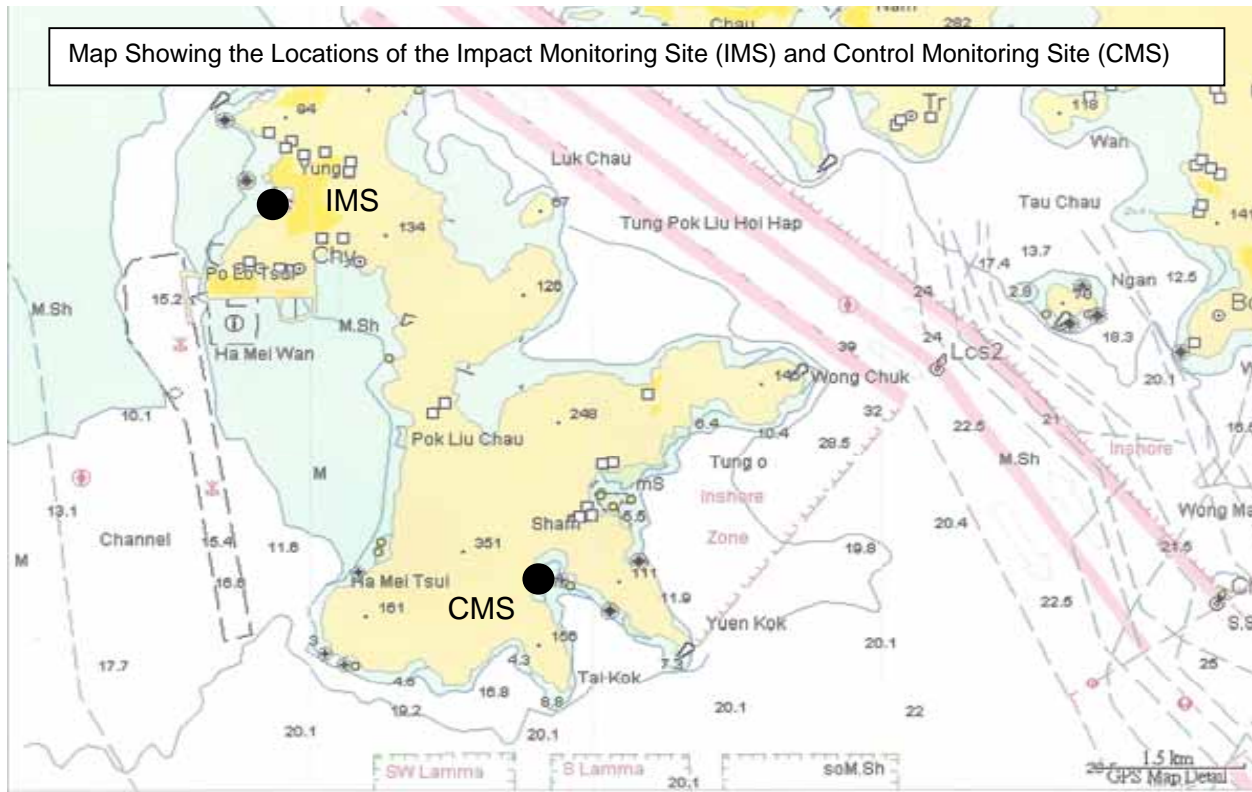 Map Showing the Locations of the Impact Monitoring Site (IMS) and Control Monitoring Site (CMS)
Chau
282
94
118
Tr
Wan
Luk Chau
Yung
IMS
67
Tau Chau
141
134
Tung Pok Liu Hoi Hap
13.7
Chy
17.4
Ngan
12.5
Po Lo Tsui
126
24
2.8
15.2
M.Sh
M.Sh
24
18.3
Ha Mei Wan
39
Lcs2
Wong Chuk
20.1
10.1
248
32
22.5
21
Pok Liu Chau
6.4
10.4
28.5
M.Sh
Inshore
Tung o
M
mS
Inshore
13.1
5.5
20.4
Wong Ma
Channel
15.4
11.6
351
Sham
Zone
19.8
21.5
M
16.6
Ha Mei Tsui
111
CMS
161
11.9
22.5
Yuen Kok
S.S
3
156
20.1
17.7
4.3
7.3
25
4.6
16.8
Tai Kok
8.8
19.2
20.1
22
20.1
20.1
1.5 km
SW Lamma
S Lamma
soM.Sh
20.1
GPS Map Detail